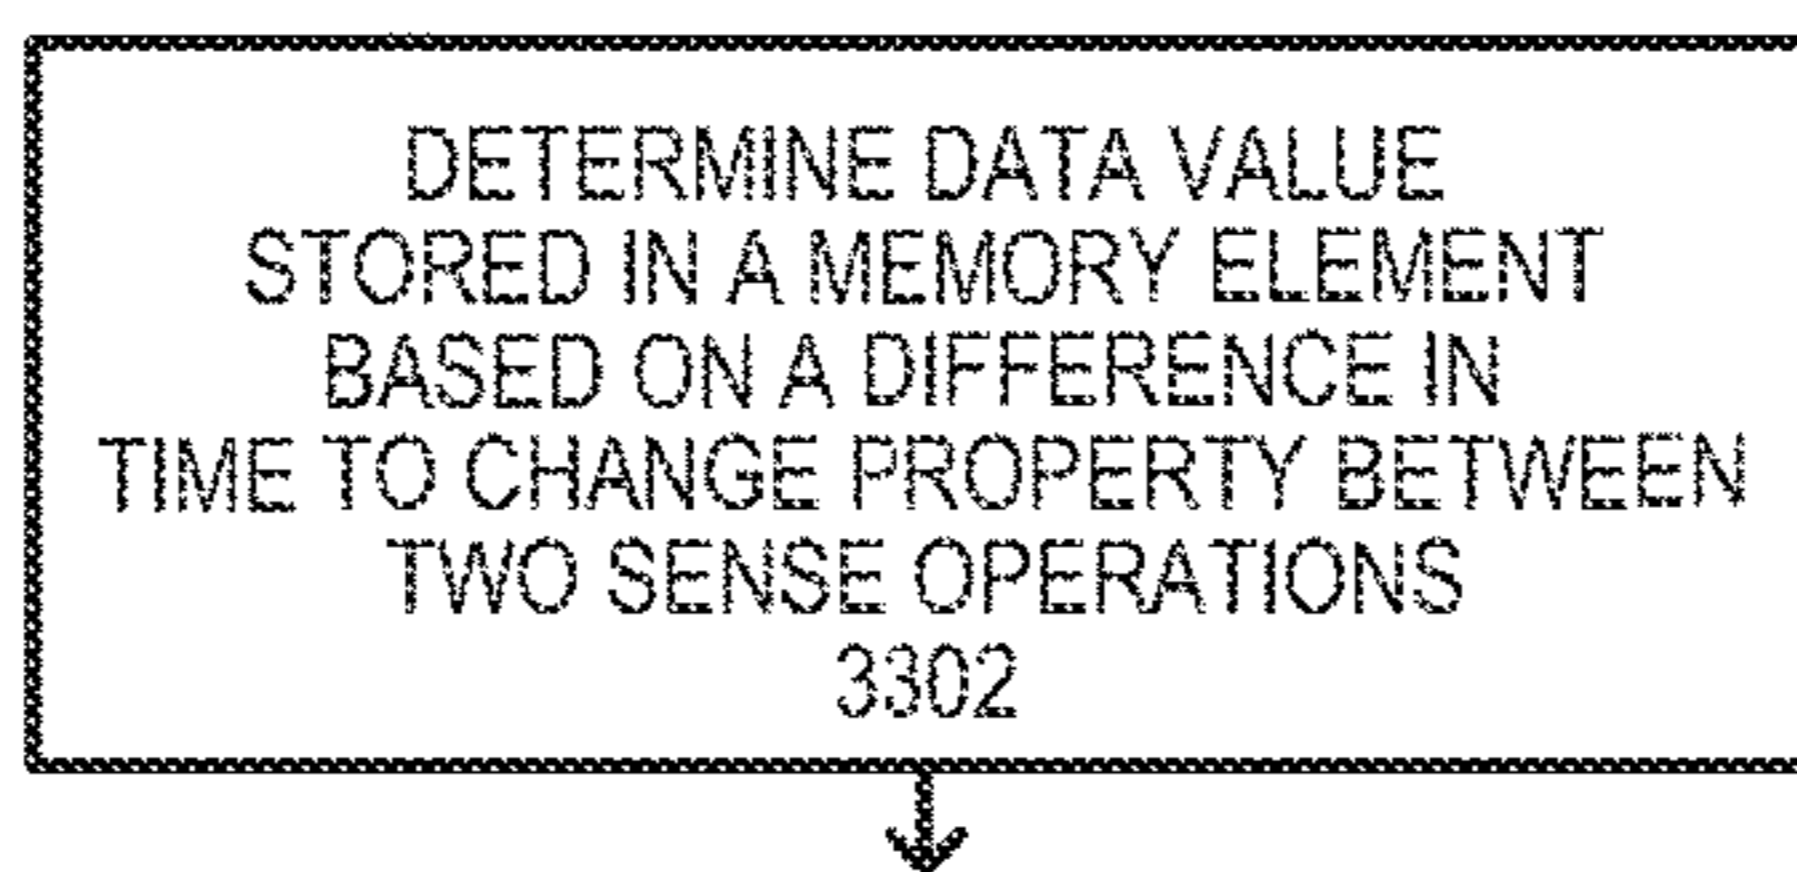 DETERMINE DATA VALUE
STORED IN A MEMORY ELEMENT
BASED ON A DIFFERENCE IN
TIME TO CHANGE PROPERTY BETWEEN
TWO SENSE OPERATIONS
3302